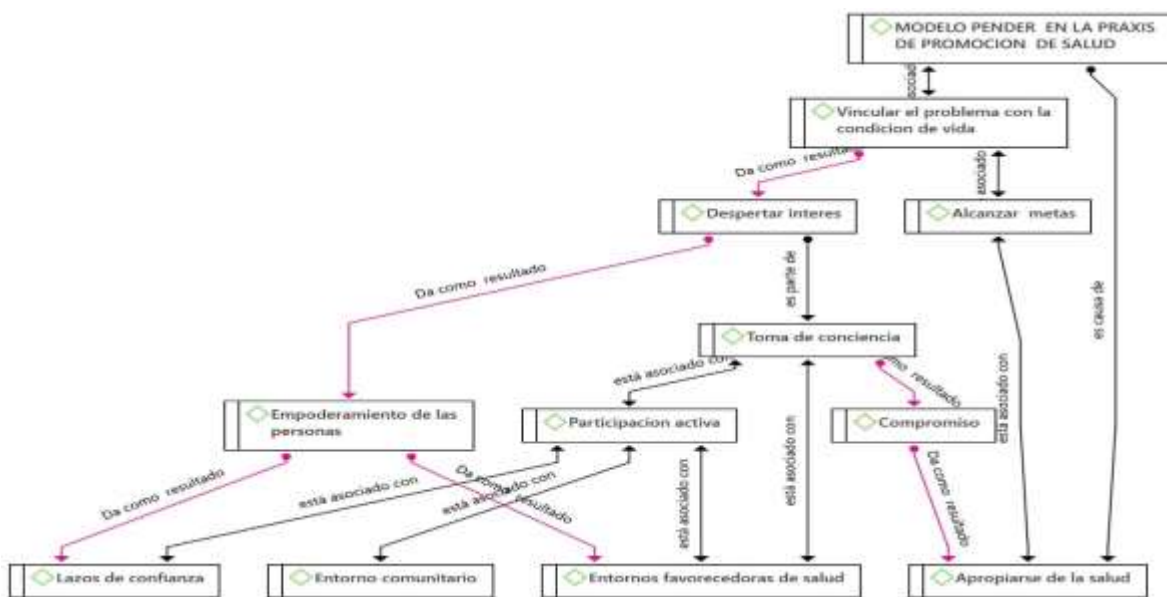 MODELO PENDER EN LA PRAXIS
DE PROMOCION DE SALUD
asociad
Vincular el problema con la
condicion de vida
Da como resulta
asociado
Despertar interes
Alcanzar metas
Da como resultado
es parte de
es causa de
Toma de conciencia
está asociado con
omo resultado
está asociado con
Empoderamiento de las
personas
Participacion activa
Compromiso
Da como resultado
está asociado con
está asociado con
Da como resultado
está asociado con
está asociado con
Da como resultado
Lazos de confianza
Entorno comunitario
Entornos favorecedoras de salud
Apropiarse de la salud